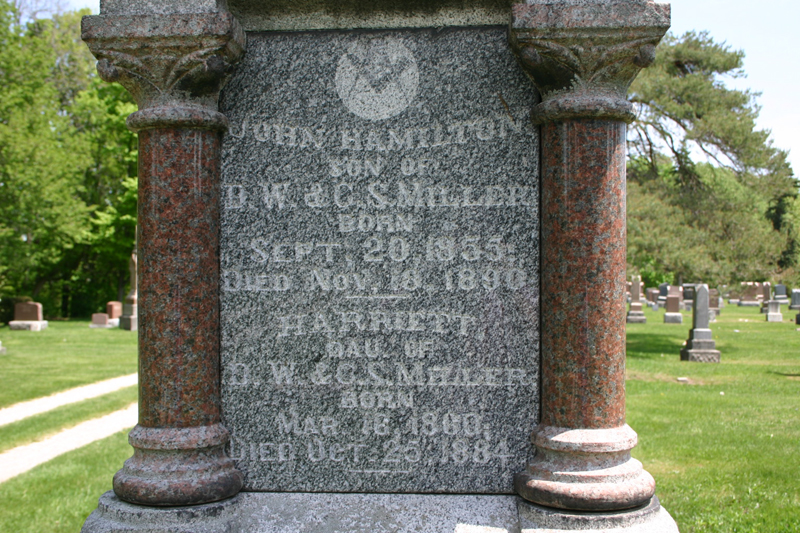 JOHN HAMILTON
SON OF
D. W. & C. S. MILLER
BORN
SEPT. 20, 1855;
DIED NOV. 18, 1890
HARRIETT
DAU. OF
D. W. & C. S. MILLER
BORN
MAR 16, 1860,
DIED OCT. 25, 1884